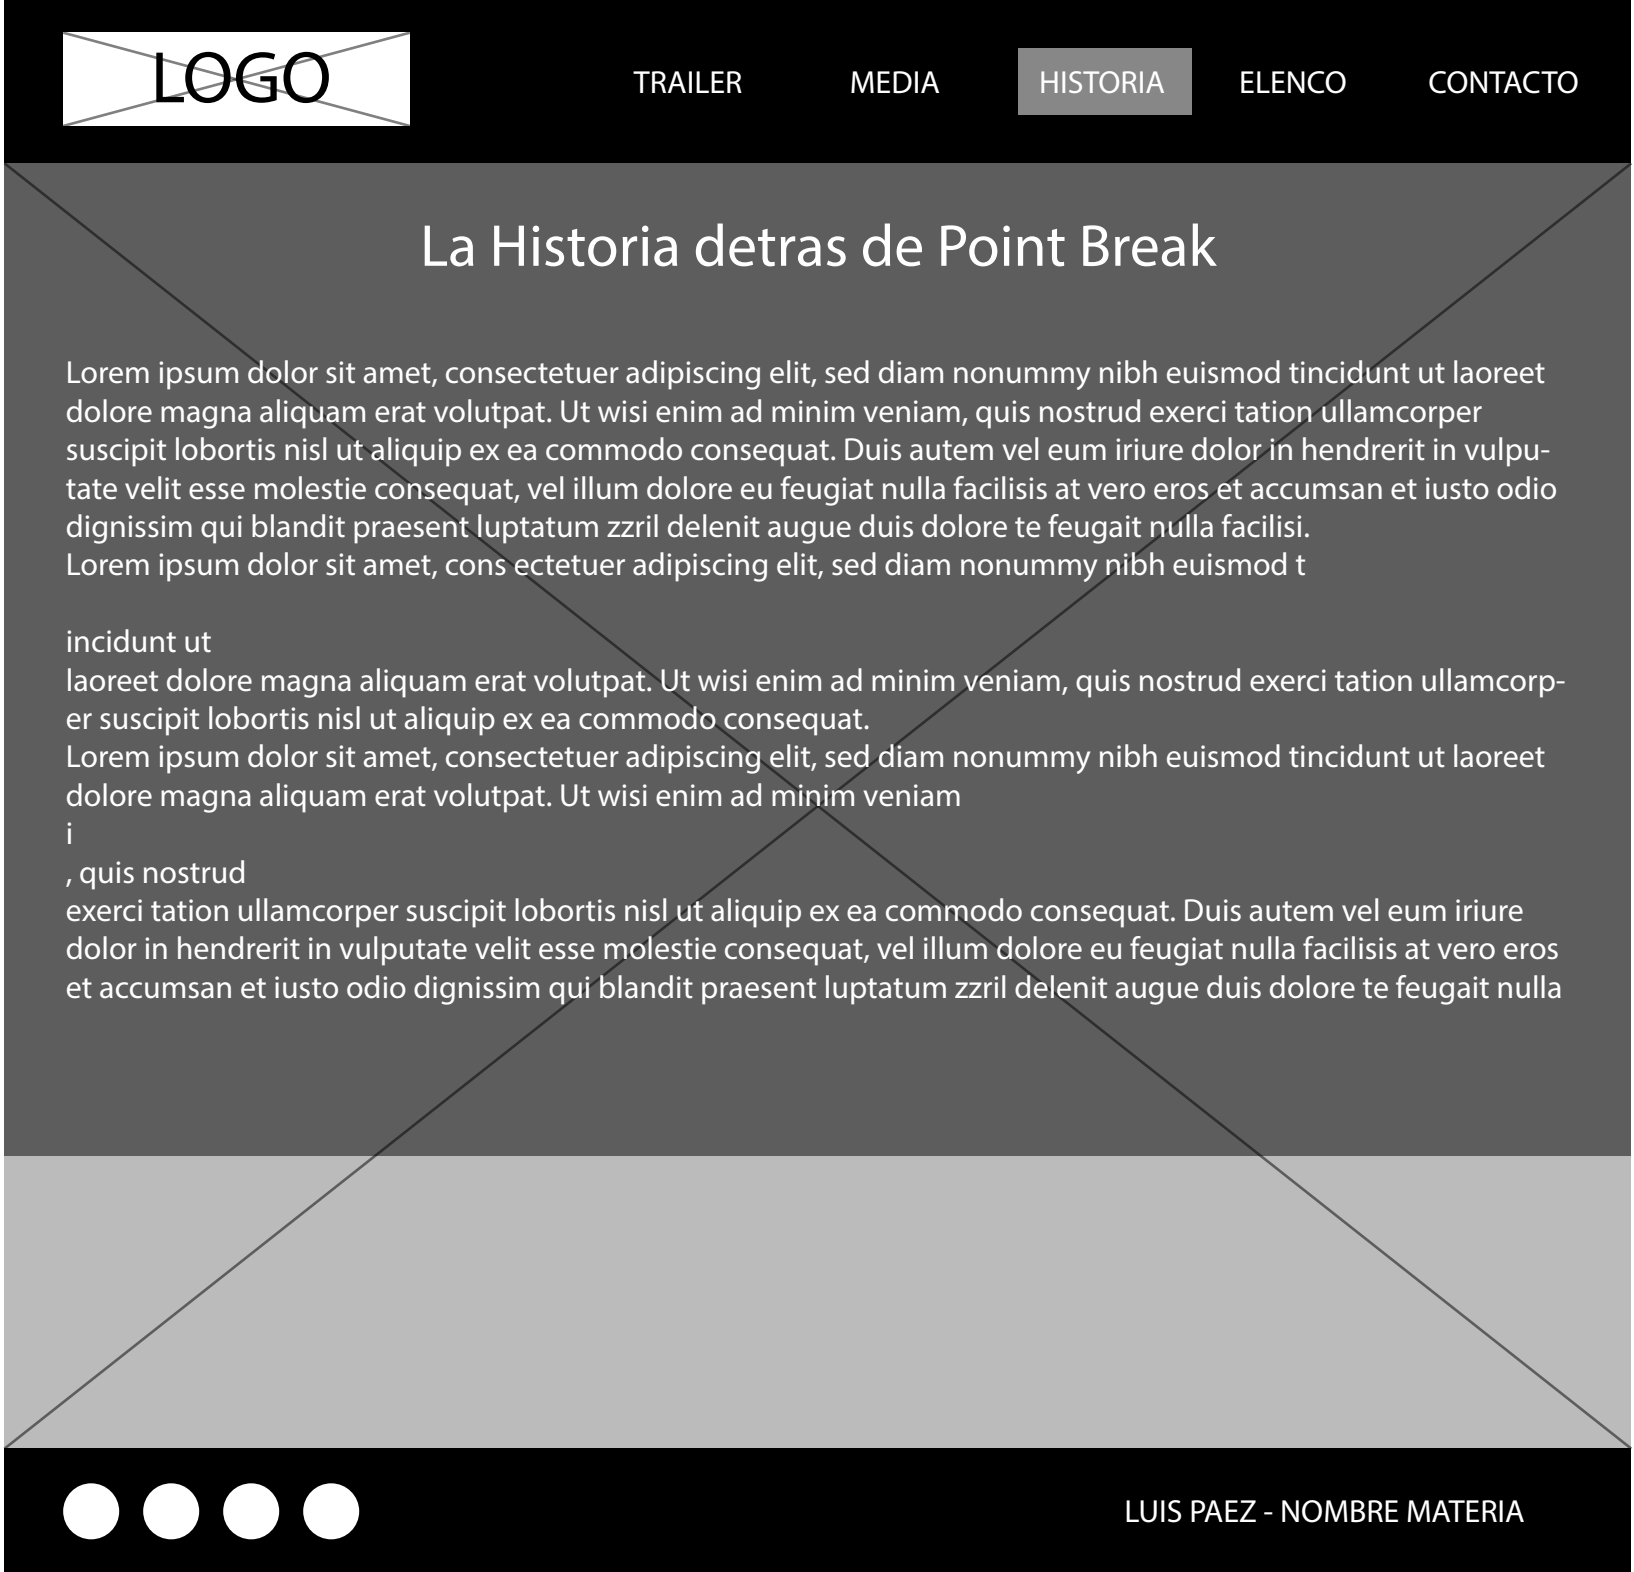 LOGO
TRAILER MEDIA HISTORIA ELENCO CONTACTO
La Historia detras de Point Break
Lorem ipsum dolor sit amet, consectetuer adipiscing elit, sed diam nonummy nibh euismod tincidunt ut laoreet
dolore magna aliquam erat volutpat. Ut wisi enim ad minim veniam, quis nostrud exerci tation ullamcorper
suscipit lobortis nisl ut aliquip ex ea commodo consequat. Duis autem vel eum iriure dolor in hendrerit in vulpu-
tate velit esse molestie consequat, vel illum dolore eu feugiat nulla facilisis at vero eros et accumsan et iusto odio
dignissim qui blandit praesent luptatum zzril delenit augue duis dolore te feugait nulla facilisi.
Lorem ipsum dolor sit amet, cons ectetuer adipiscing elit, sed diam nonummy nibh euismod t
incidunt ut
laoreet dolore magna aliquam erat volutpat. Ut wisi enim ad minim veniam, quis nostrud exerci tation ullamcorp-
er suscipit lobortis nisl ut aliquip ex ea commodo consequat.
Lorem ipsum dolor sit amet, consectetuer adipiscing elit, sed diam nonummy nibh euismod tincidunt ut laoreet
dolore magna aliquam erat volutpat. Ut wisi enim ad minim veniam
i
, quis nostrud
exerci tation ullamcorper suscipit lobortis nisl ut aliquip ex ea commodo consequat. Duis autem vel eum iriure
dolor in hendrerit in vulputate velit esse molestie consequat, vel illum dolore eu feugiat nulla facilisis at vero eros
et accumsan et iusto odio dignissim qui blandit praesent luptatum zzril delenit augue duis dolore te feugait nulla
LUIS PAEZ - NOMBRE MATERIA